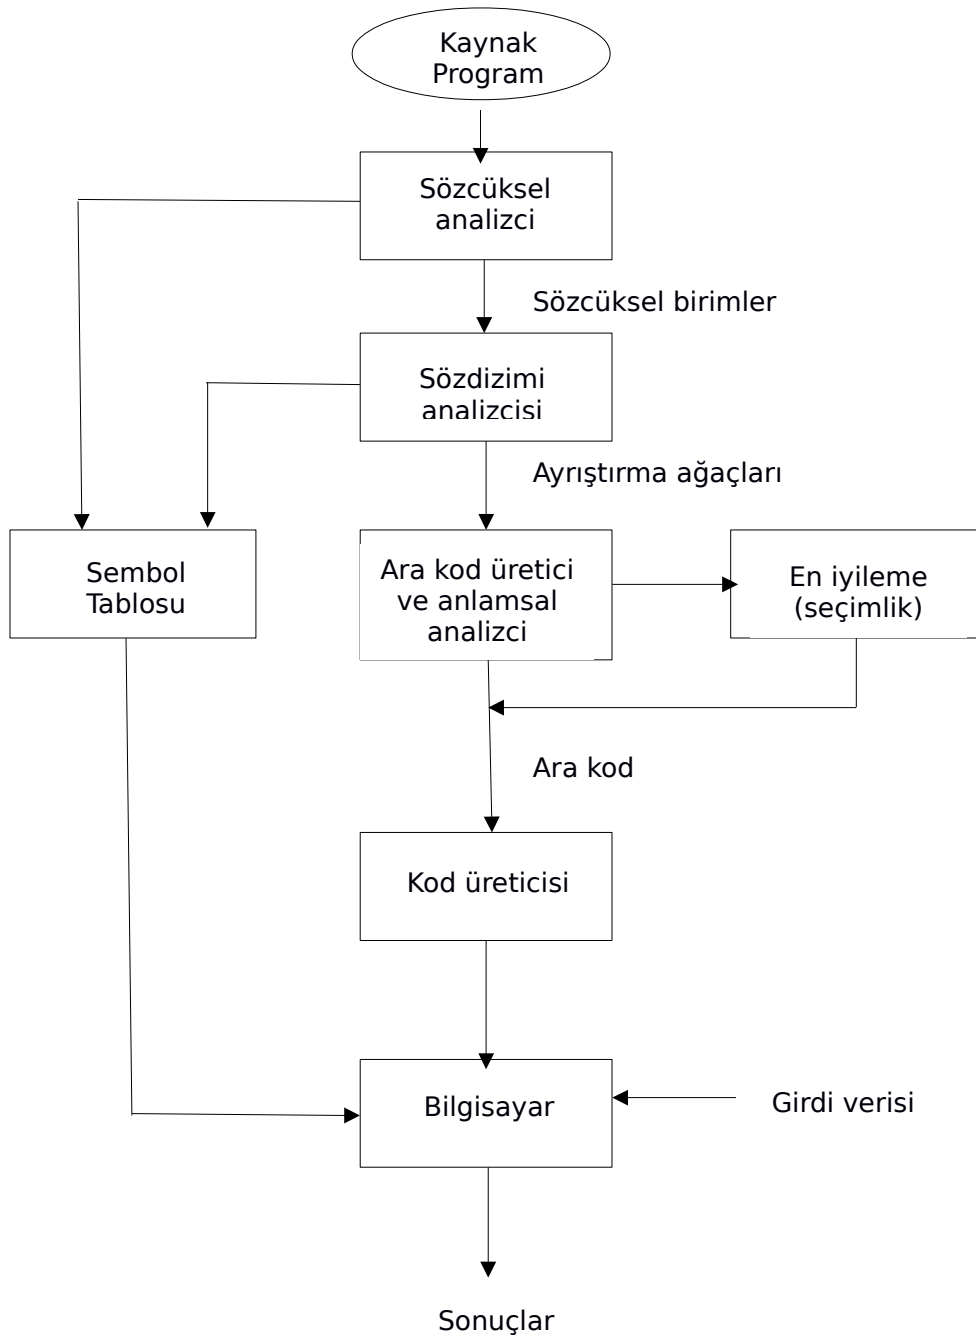 Kaynak
Program
Sözcüksel
analizci
Sözcüksel birimler
Sözdizimi
analizcisi
Ayrıştırma ağaçları
Sembol
Tablosu
Ara kod üretici
ve anlamsal
analizci
En iyileme
(seçimlik)
Ara kod
Kod üreticisi
Bilgisayar
Girdi verisi
Sonuçlar